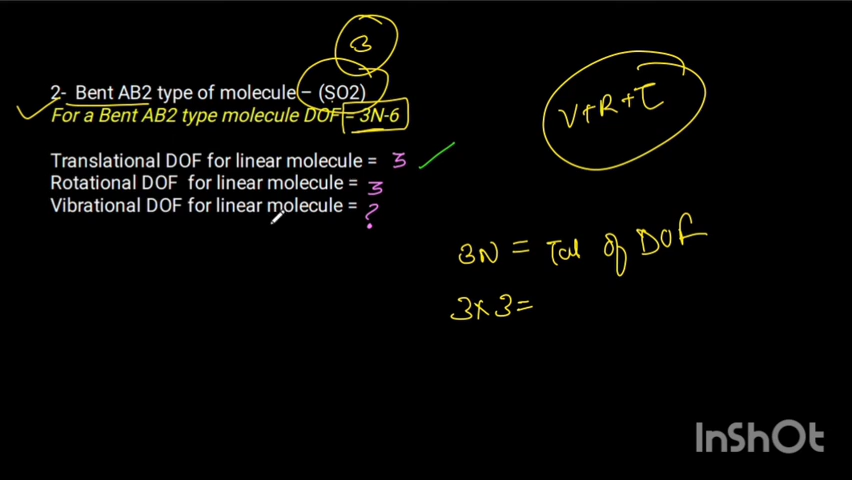 3
2- Bent AB2 type of molecule – (SO2)
For a Bent AB2 type molecule DOF = 3N-6
V+R+T
Translational DOF for linear molecule = 3
Rotational DOF for linear molecule = 3
Vibrational DOF for linear molecule = ?
3N = Tal of DOF
3x3=
InShOt